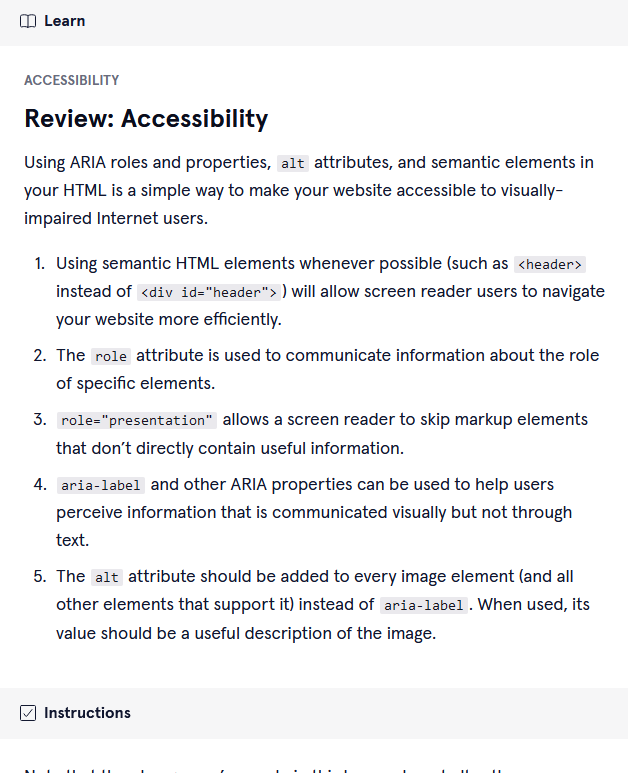 Learn
ACCESSIBILITY
Review: Accessibility
Using ARIA roles and properties, alt attributes, and semantic elements in
your HTML is a simple way to make your website accessible to visually-
impaired Internet users.
1. Using semantic HTML elements whenever possible (such as <header>
instead of <div id="header">) will allow screen reader users to navigate
your website more efficiently.
2. The role attribute is used to communicate information about the role
of specific elements.
3. role="presentation" allows a screen reader to skip markup elements
that don’t directly contain useful information.
4. aria-label and other ARIA properties can be used to help users
perceive information that is communicated visually but not through
text.
5. The alt attribute should be added to every image element (and all
other elements that support it) instead of aria-label. When used, its
value should be a useful description of the image.
Instructions